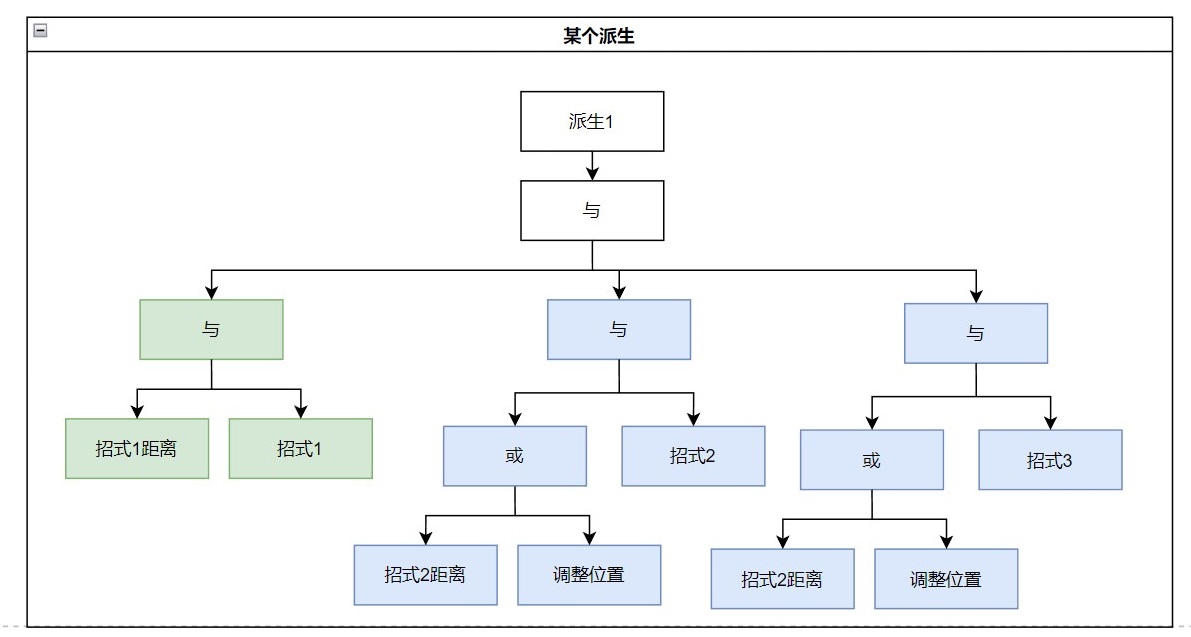 某个派生
派生1
与
与
与
与
招式1距离
招式1
或
招式2
或
招式3
招式2距离
调整位置
招式2距离
调整位置